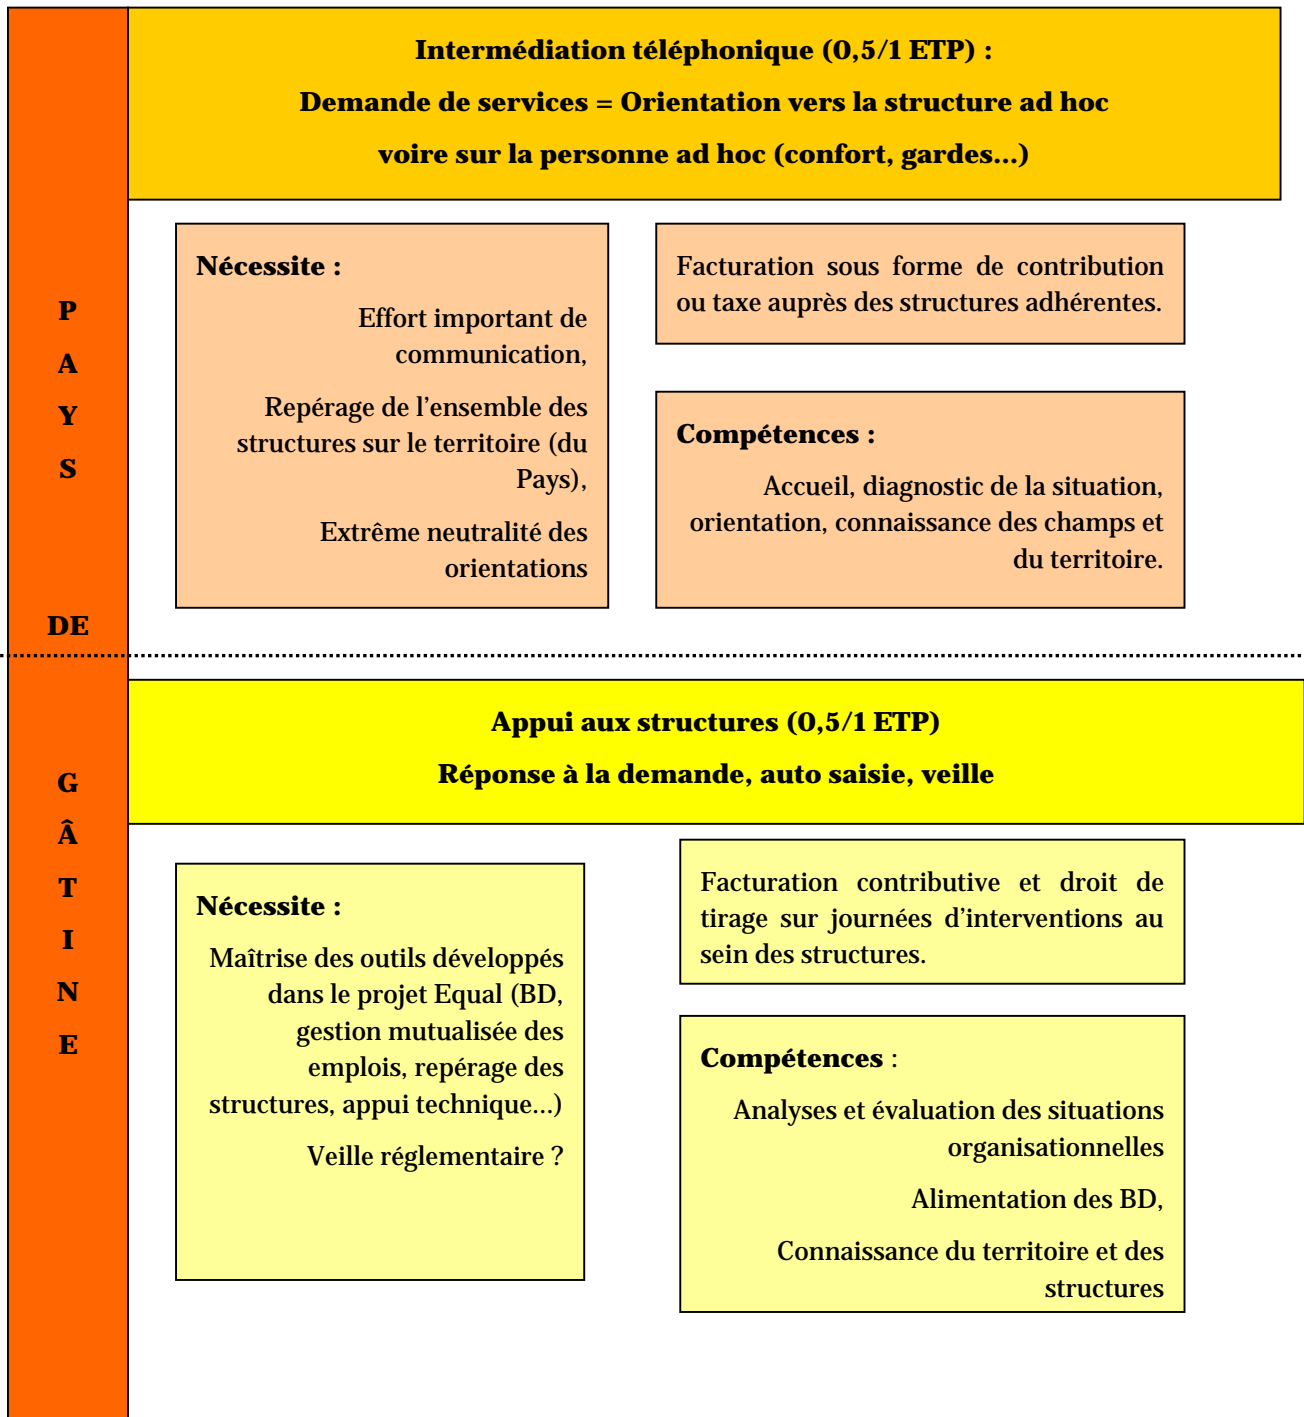 P
A
Y
S
DE
G
Â
T
I
N
E
Intermédiation téléphonique (0,5/1 ETP) :
Demande de services = Orientation vers la structure ad hoc
voire sur la personne ad hoc (confort, gardes…)
Nécessite :
Effort important de
communication,
Repérage de l'ensemble des
structures sur le territoire (du
Pays),
Extrême neutralité des
orientations
Facturation sous forme de contribution
ou taxe auprès des structures adhérentes.
Compétences :
Accueil, diagnostic de la situation,
orientation, connaissance des champs et
du territoire.
Appui aux structures (0,5/1 ETP)
Réponse à la demande, auto saisie, veille
Nécessite :
Maîtrise des outils développés
dans le projet Equal (BD,
gestion mutualisée des
emplois, repérage des
structures, appui technique…)
Veille réglementaire ?
Facturation contributive et droit de
tirage sur journées d'interventions au
sein des structures.
Compétences :
Analyses et évaluation des situations
organisationnelles
Alimentation des BD,
Connaissance du territoire et des
structures